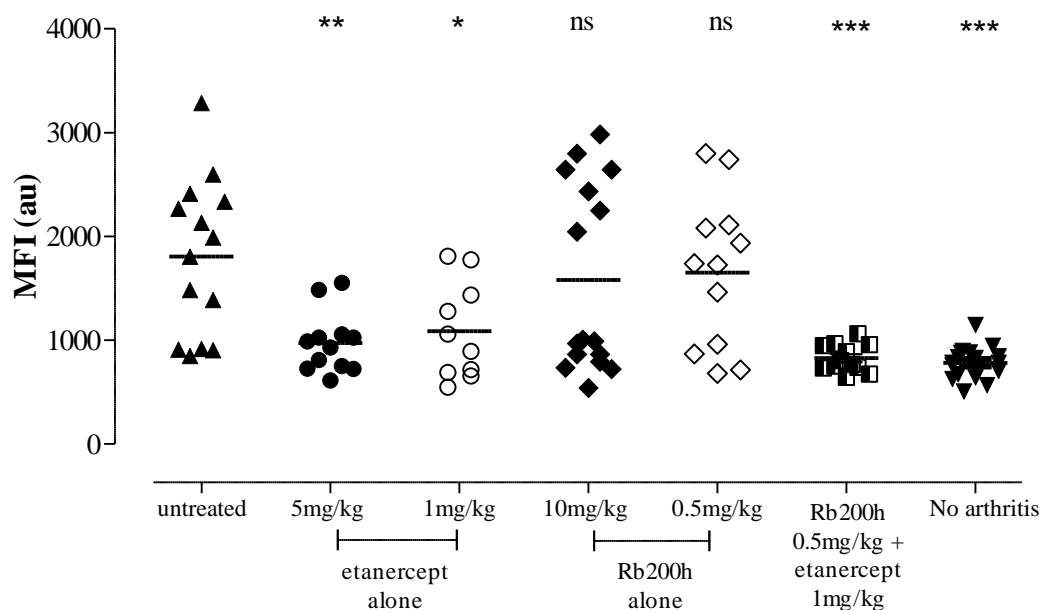 ** * ns ns *** ***
4000
3000
2000
1000
0
MFI (au)
untreated 5mg/kg 1mg/kg 10mg/kg 0.5mg/kg Rb200h No arthritis
0.5mg/kg +
etanercept
1mg/kg
etanercept
alone
Rb200h
alone